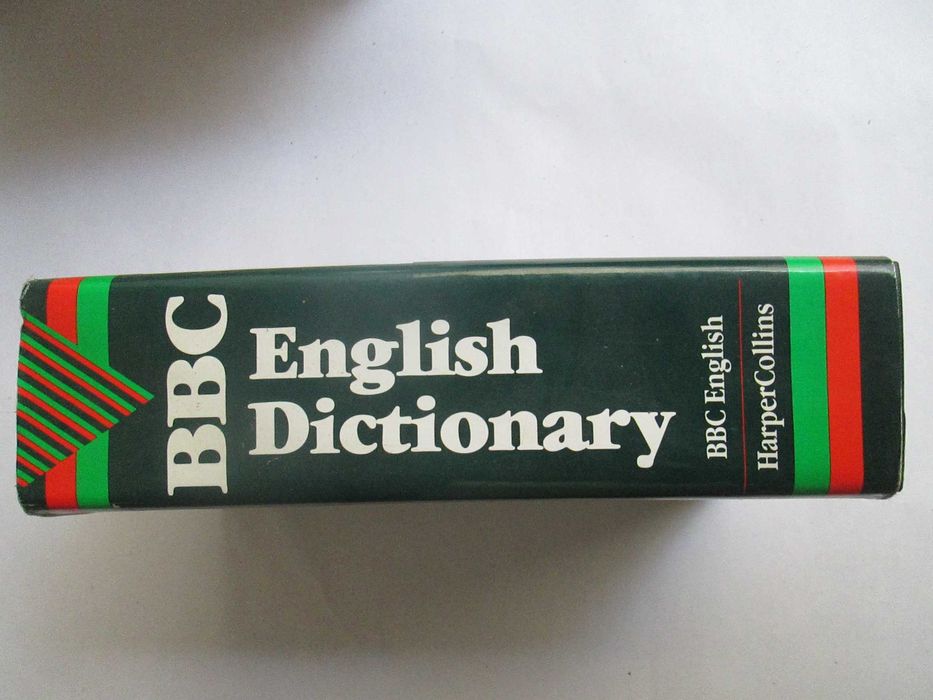 BBC
English
Dictionary
BBC English
HarperCollins